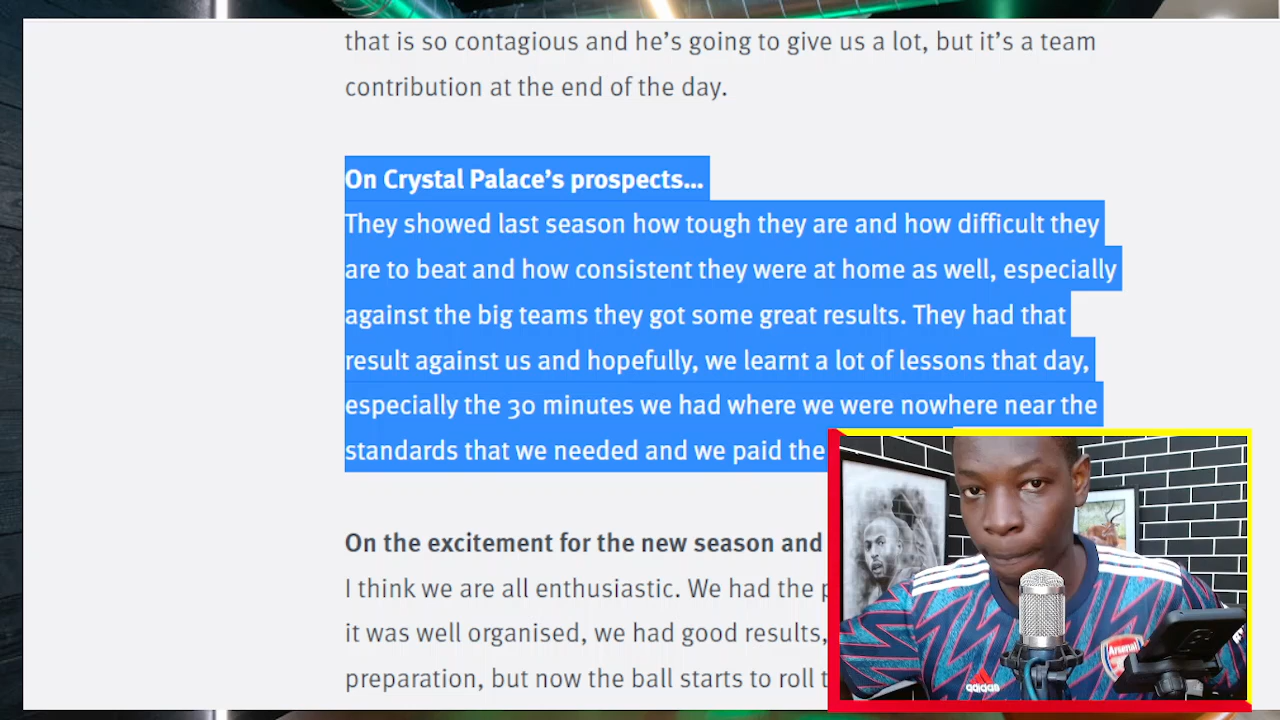 that is so contagious and he’s going to give us a lot, but it’s a team
contribution at the end of the day.
On Crystal Palace’s prospects…
They showed last season how tough they are and how difficult they
are to beat and how consistent they were at home as well, especially
against the big teams they got some great results. They had that
result against us and hopefully, we learnt a lot of lessons that day,
especially the 30 minutes we had where we were nowhere near the
standards that we needed and we paid the
On the excitement for the new season and
I think we are all enthusiastic. We had the
it was well organised, we had good results,
preparation, but now the ball starts to roll
Arsenal
adidas